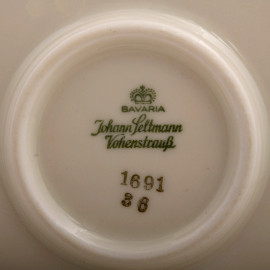 BAVARIA
Johann Seltmann
Vohenstrauß
1691
36